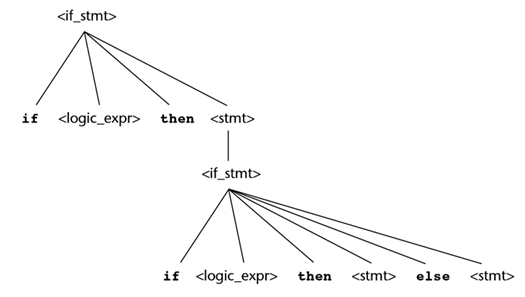 <if_stmt>
if <logic_expr> then <stmt>
<if_stmt>
if <logic_expr> then <stmt> else <stmt>